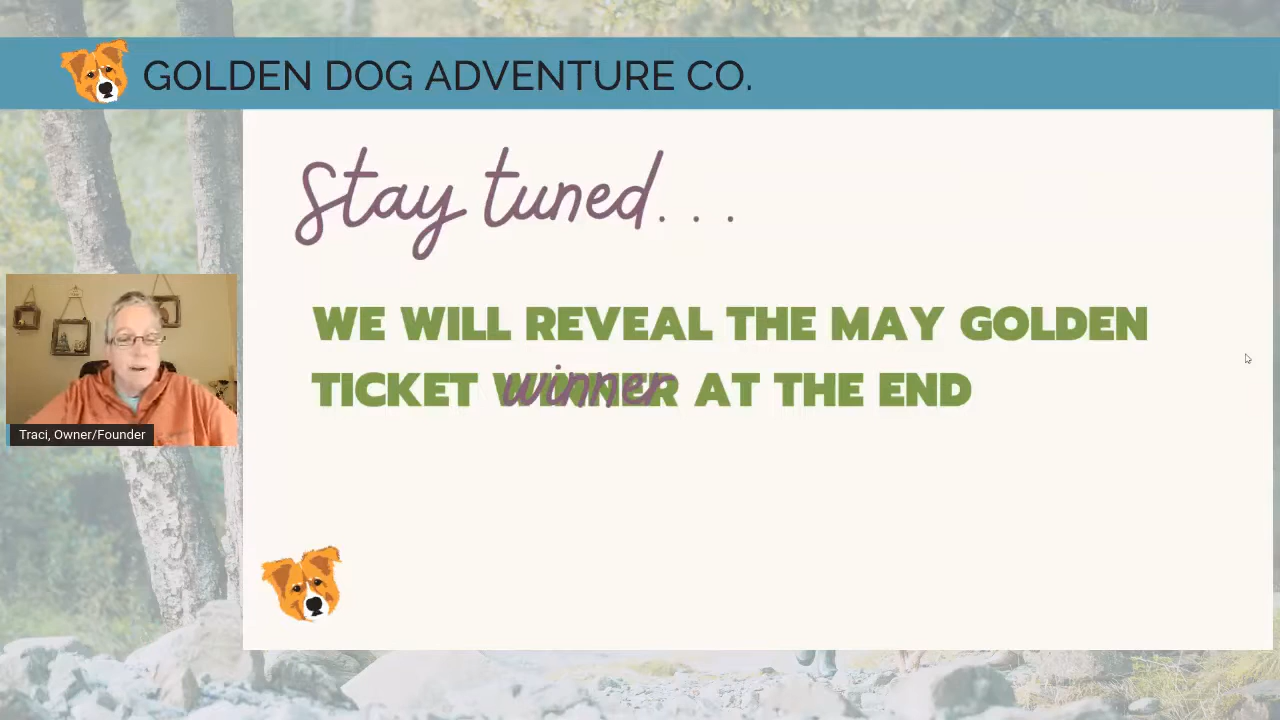 GOLDEN DOG ADVENTURE CO.
Stay tuned. . .
WE WILL REVEAL THE MAY GOLDEN
TICKET WINNER AT THE END
winner
Traci, Owner/Founder